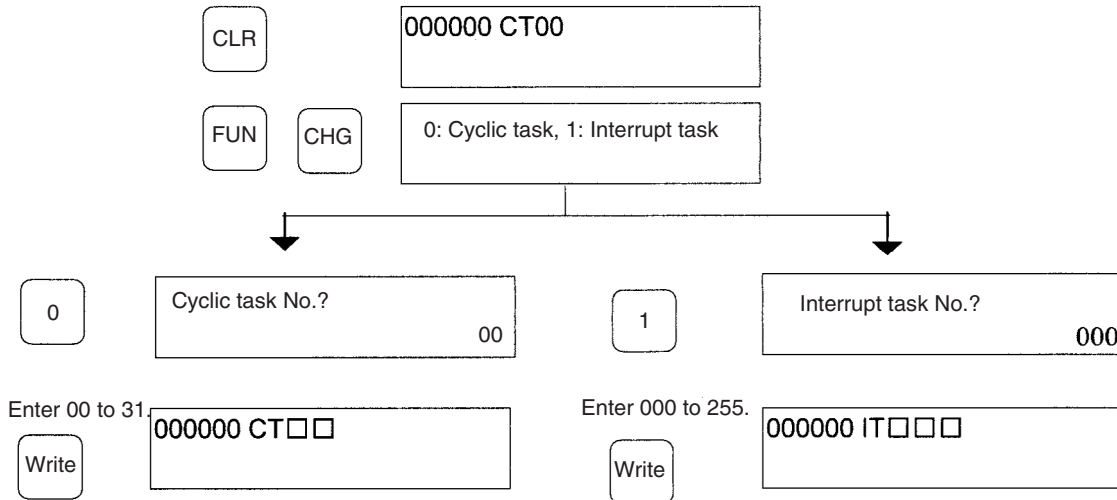 CLR
000000 CT00
FUN
CHG
0: Cyclic task, 1: Interrupt task
0
Cyclic task No.?
00
1
Interrupt task No.?
000
Enter 00 to 31.
Write
000000 CT□□
Enter 000 to 255.
Write
000000 IT□□□